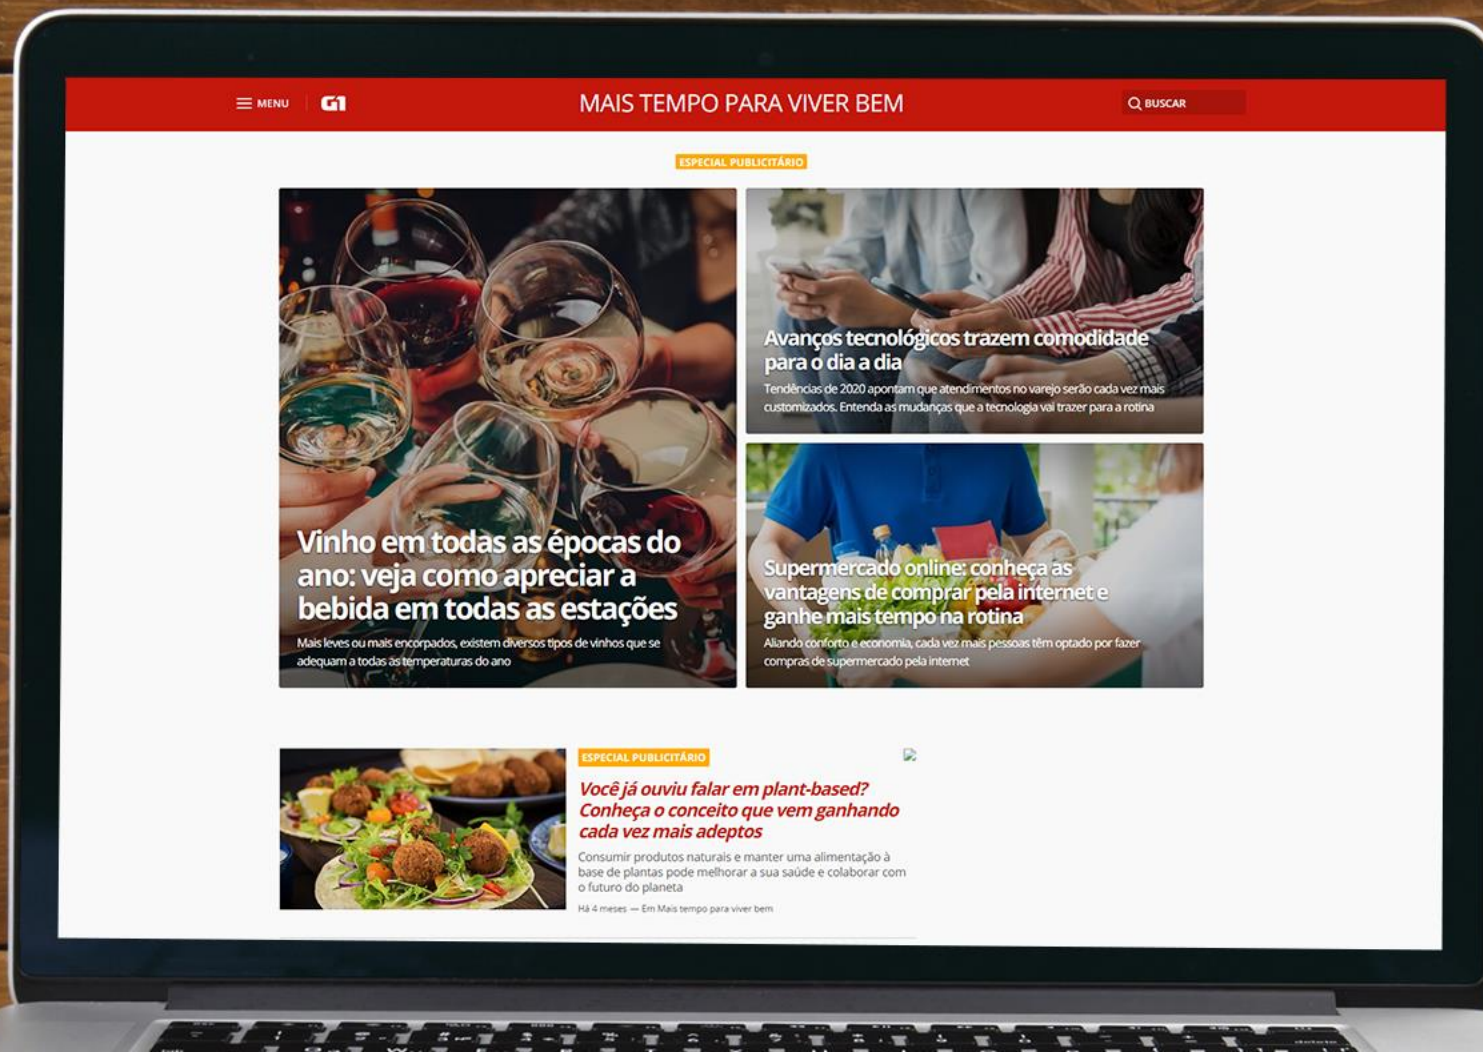 MENU
G1
MAIS TEMPO PARA VIVER BEM
BUSCAR
ESPECIAL PUBLICITÁRIO
Vinho em todas as épocas do
ano: veja como apreciar a
bebida em todas as estações
Mais leves ou mais encorpados, existem diversos tipos de vinhos que se
adequam a todas as temperaturas do ano
Avanços tecnológicos trazem comodidade
para o dia a dia
Tendências de 2020 apontam que atendimentos no varejo serão cada vez mais
customizados. Entenda as mudanças que a tecnologia vai trazer para a rotina
Supermercado online: conheça as
vantagens de comprar pela internet e
ganhe mais tempo na rotina
Aliando conforto e economia, cada vez mais pessoas têm optado por fazer
compras de supermercado pela internet
ESPECIAL PUBLICITÁRIO
Você já ouviu falar em plant-based?
Conheça o conceito que vem ganhando
cada vez mais adeptos
Consumir produtos naturais e manter uma alimentação à
base de plantas pode melhorar a sua saúde e colaborar com
o futuro do planeta
Há 4 meses — Em Mais tempo para viver bem